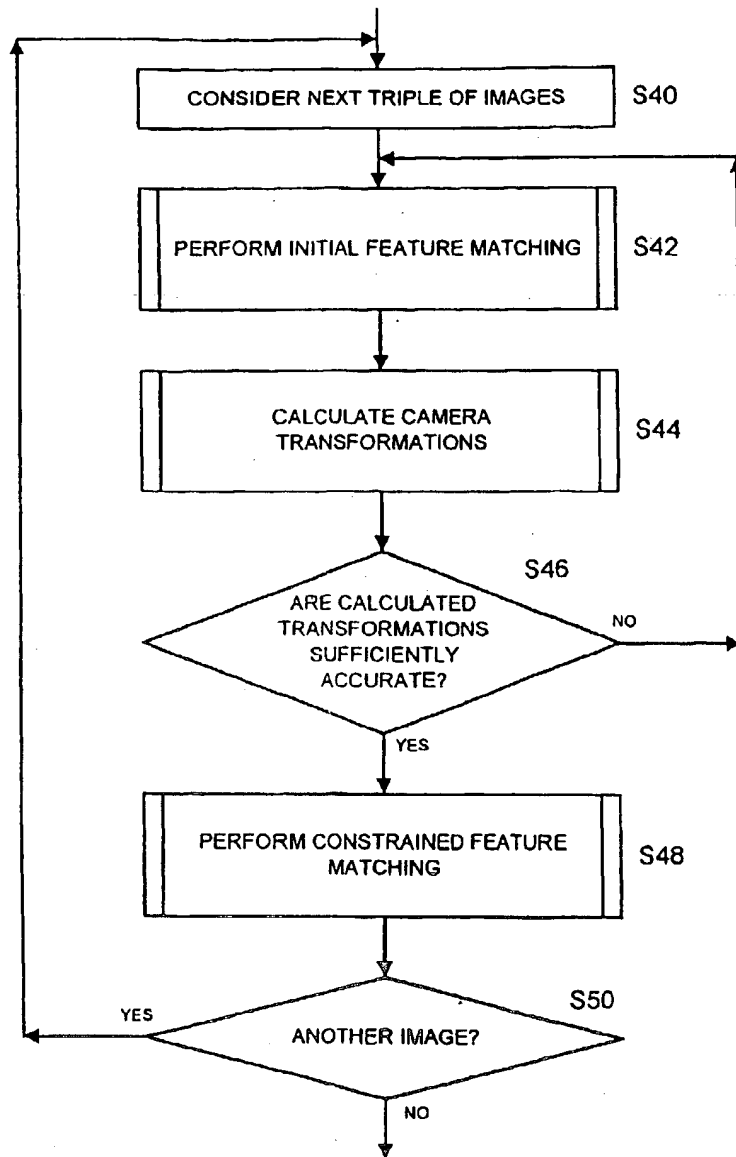 CONSIDER NEXT TRIPLE OF IMAGES
S40
PERFORM INITIAL FEATURE MATCHING
S42
CALCULATE CAMERA
TRANSFORMATIONS
S44
S46
ARE CALCULATED
TRANSFORMATIONS
SUFFICIENTLY
ACCURATE?
NO
YES
PERFORM CONSTRAINED FEATURE
MATCHING
S48
S50
YES
ANOTHER IMAGE?
NO